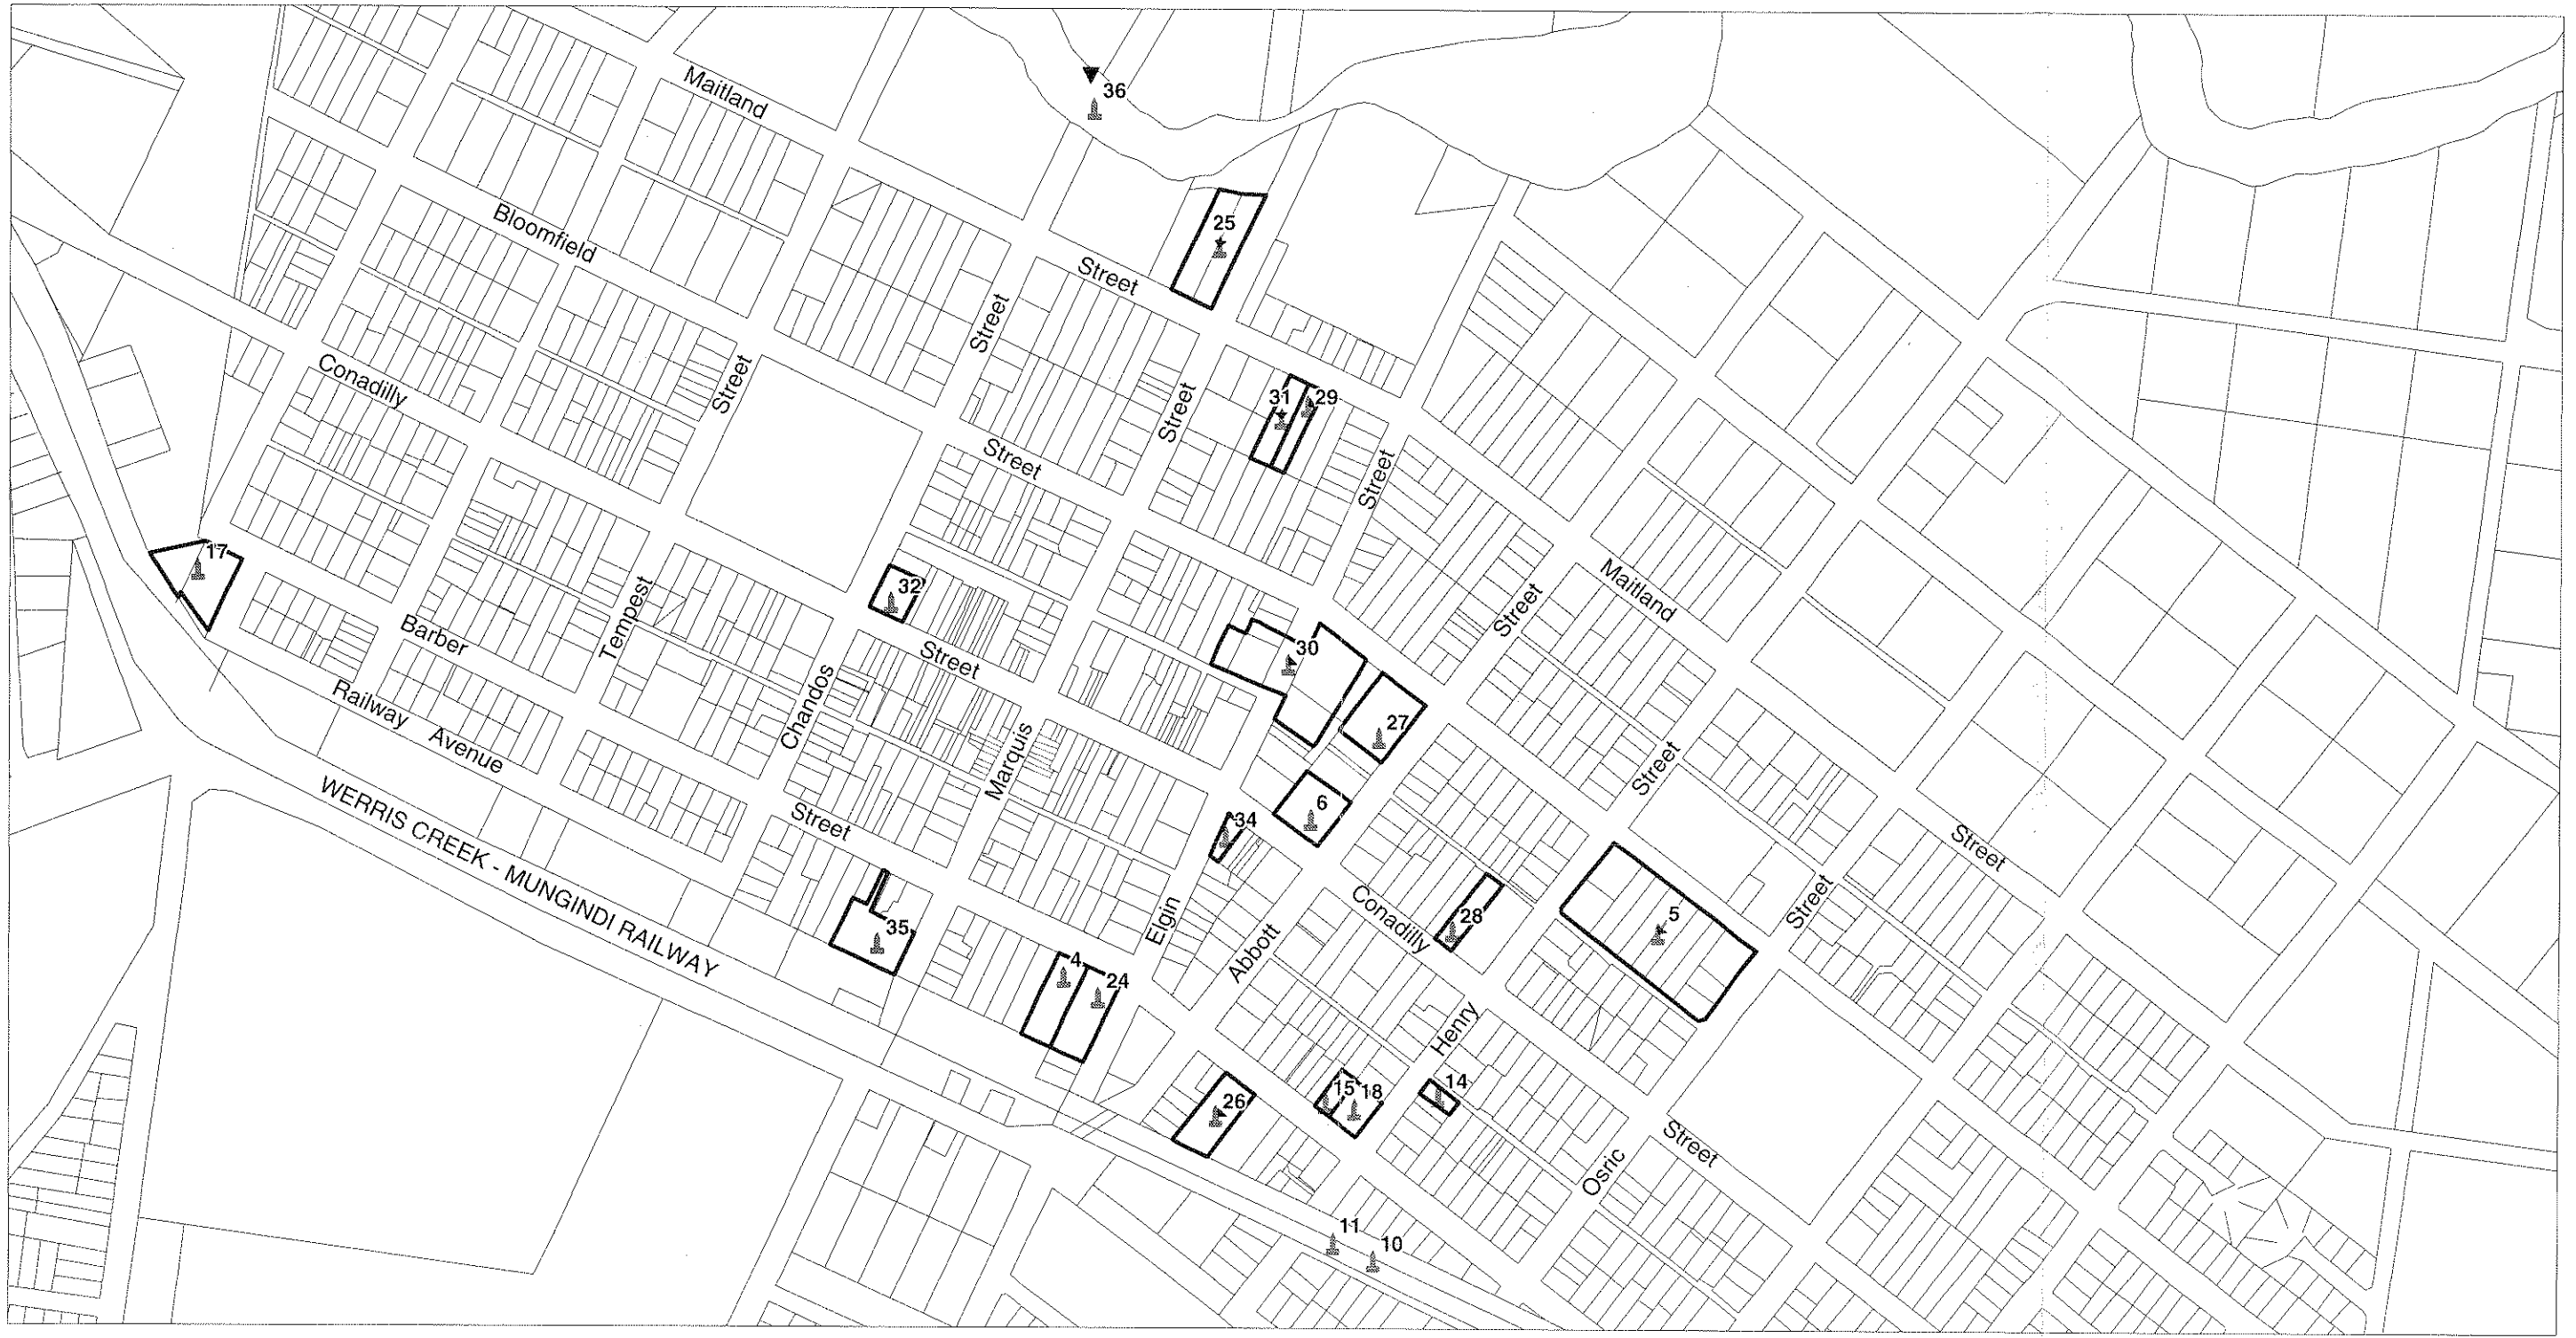 Maitland
36
Bloomfield
25
Street
Street
Street
Conadilly
31
29
Street
Street
Street
17
32
Maitland
Street
Tempest
Barber
30
Street
Railway
Avenue
Chandos
27
Street
Marquis
6
WERRIS CREEK - MUNGINDI RAILWAY
Street
34
Street
Conadilly
28
5
Street
35
Elgin
Abbott
4
24
Henry
14
15
18
26
Street
Osric
11
10